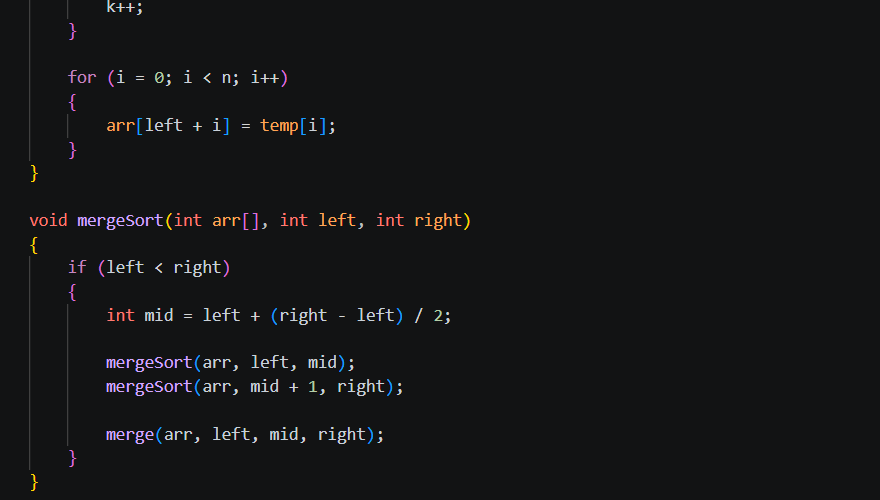 k++;
}
for (i = 0; i < n; i++)
{
arr[left + i] = temp[i];
}
}
void mergeSort(int arr[], int left, int right)
{
if (left < right)
{
int mid = left + (right - left) / 2;
mergeSort(arr, left, mid);
mergeSort(arr, mid + 1, right);
merge(arr, left, mid, right);
}
}